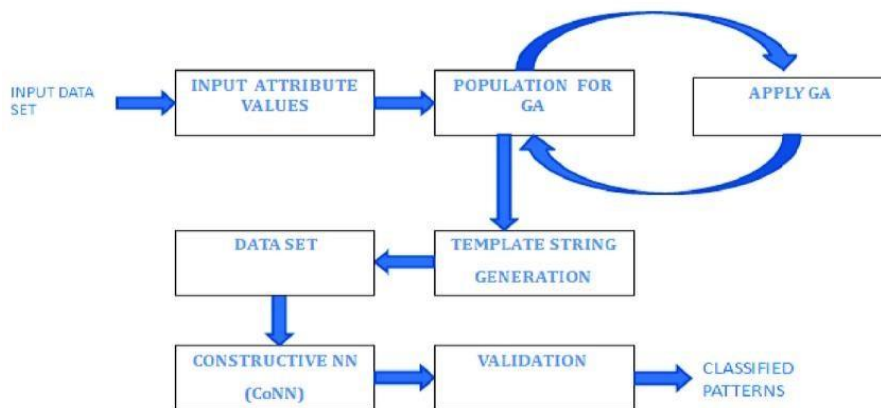 INPUT DATA
SET
INPUT ATTRIBUTE
VALUES
POPULATION FOR
GA
APPLY GA
DATA SET
TEMPLATE STRING
GENERATION
CONSTRUCTIVE NN
(CoNN)
VALIDATION
CLASSIFIED
PATTERNS